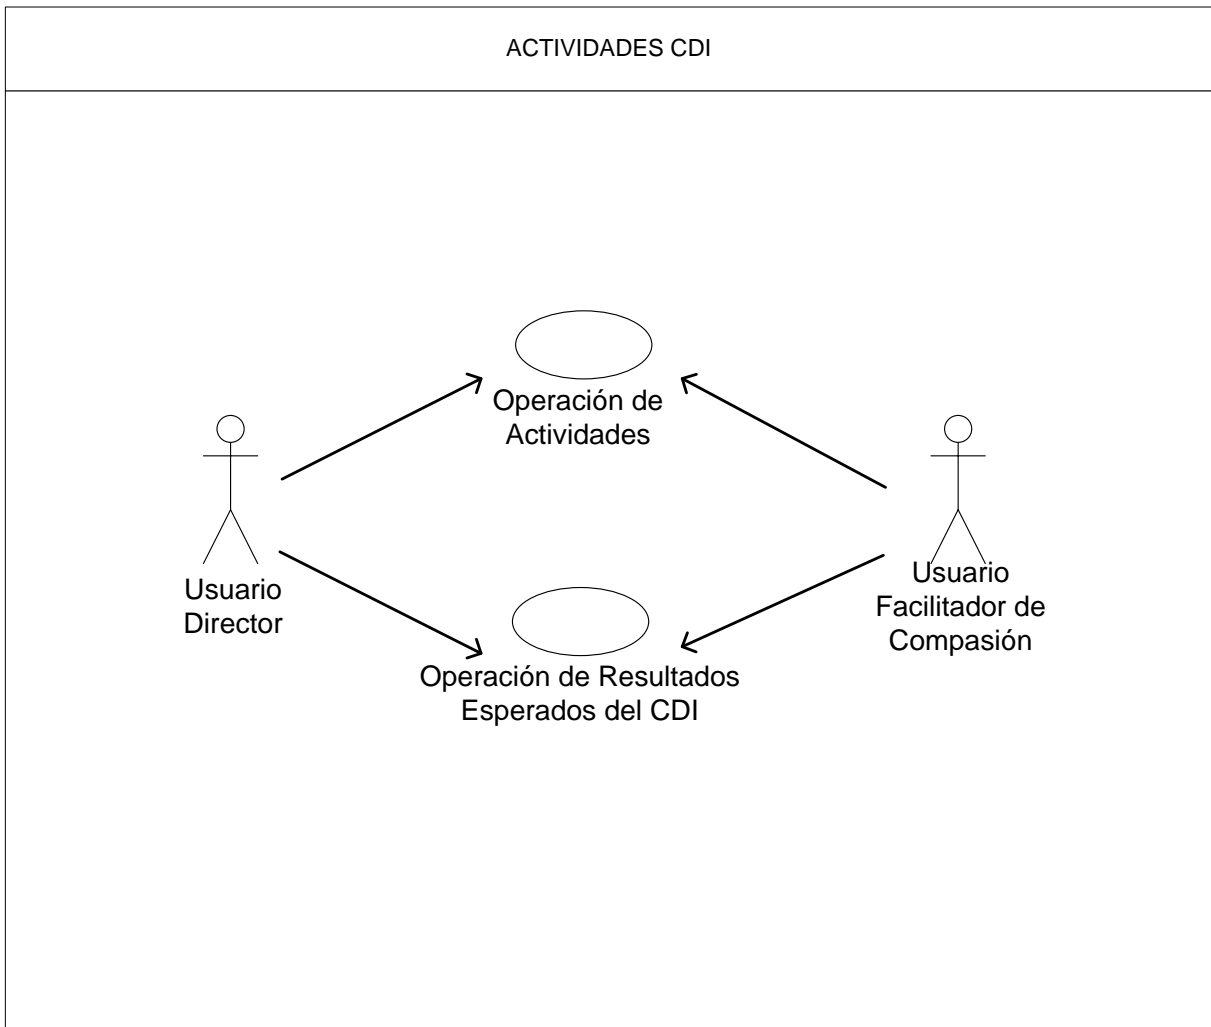 ACTIVIDADES CDI
Operación de
Actividades
Usuario
Director
Usuario
Facilitador de
Compasión
Operación de Resultados
Esperados del CDI